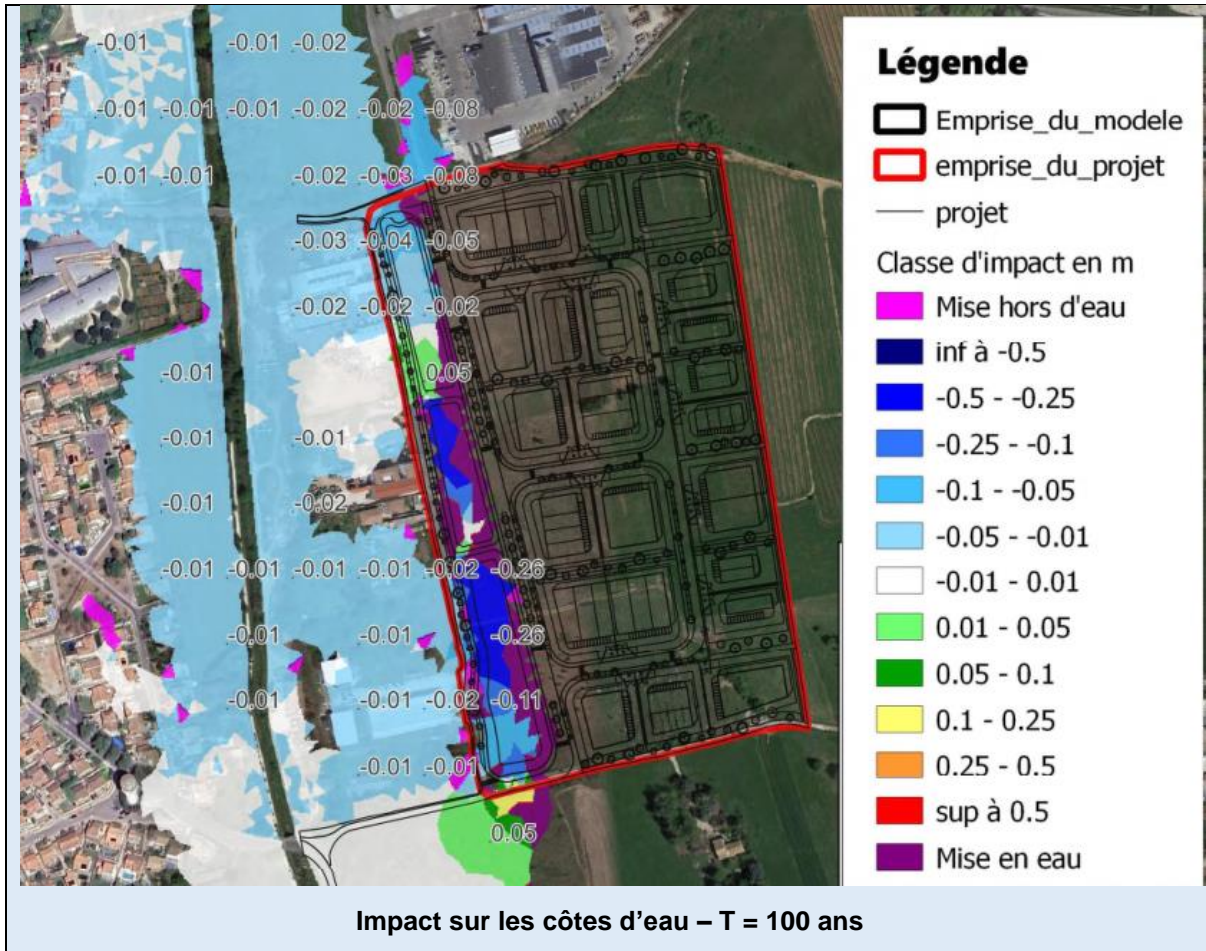 -0.01 -0.01 -0.02
-0.01 -0.01 -0.01 -0.02 -0.02 -0.08
-0.01 -0.01 -0.02 -0.03 -0.08
-0.03 -0.04 -0.05
-0.02 -0.02 -0.02
-0.01 0.05
-0.01 -0.01
-0.01 -0.02
-0.01 -0.01 -0.01 -0.01 -0.02 -0.26
-0.01 -0.01 -0.26
-0.01 -0.01 -0.02 -0.11
-0.01 -0.01
0.05
Légende
Emprise_du_modele
emprise_du_projet
projet
Classe d'impact en m
Mise hors d'eau
inf à -0.5
-0.5 - -0.25
-0.25 - -0.1
-0.1 - -0.05
-0.05 - -0.01
-0.01 - 0.01
0.01 - 0.05
0.05 - 0.1
0.1 - 0.25
0.25 - 0.5
sup à 0.5
Mise en eau
Impact sur les côtes d'eau – T = 100 ans